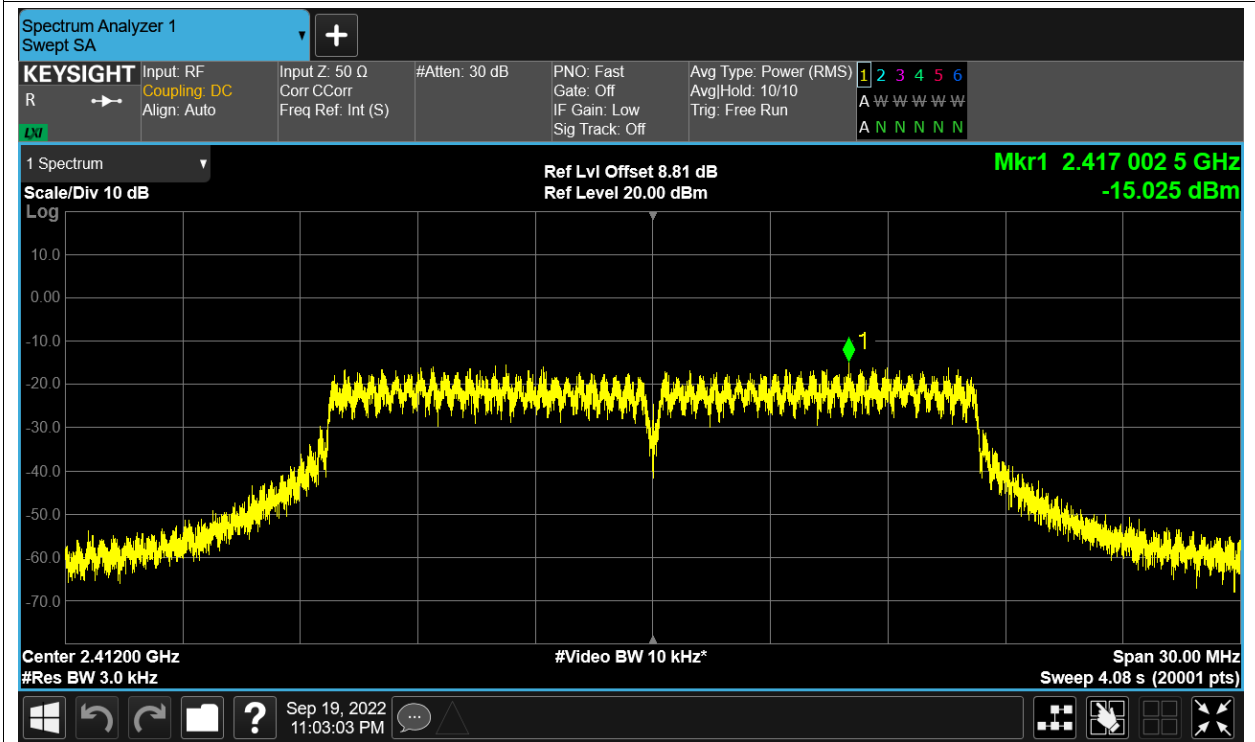 Spectrum Analyzer 1
Swept SA
KEYSIGHT
R
LXI
Input: RF
Coupling: DC
Align: Auto
Input Z: 50 Ω
Corr CCorr
Freq Ref: Int (S)
#Atten: 30 dB
PNO: Fast
Gate: Off
IF Gain: Low
Sig Track: Off
Avg Type: Power (RMS)
Avg|Hold: 10/10
Trig: Free Run
1 2 3 4 5 6
A W W W W W
A N N N N N
1 Spectrum
Scale/Div 10 dB
Log
Ref Lvl Offset 8.81 dB
Ref Level 20.00 dBm
Mkr1 2.417 002 5 GHz
-15.025 dBm
10.0
0.00
-10.0
1
-20.0
-30.0
-40.0
-50.0
-60.0
-70.0
Center 2.41200 GHz
#Video BW 10 kHz*
Span 30.00 MHz
#Res BW 3.0 kHz
Sweep 4.08 s (20001 pts)
?
Sep 19, 2022
11:03:03 PM